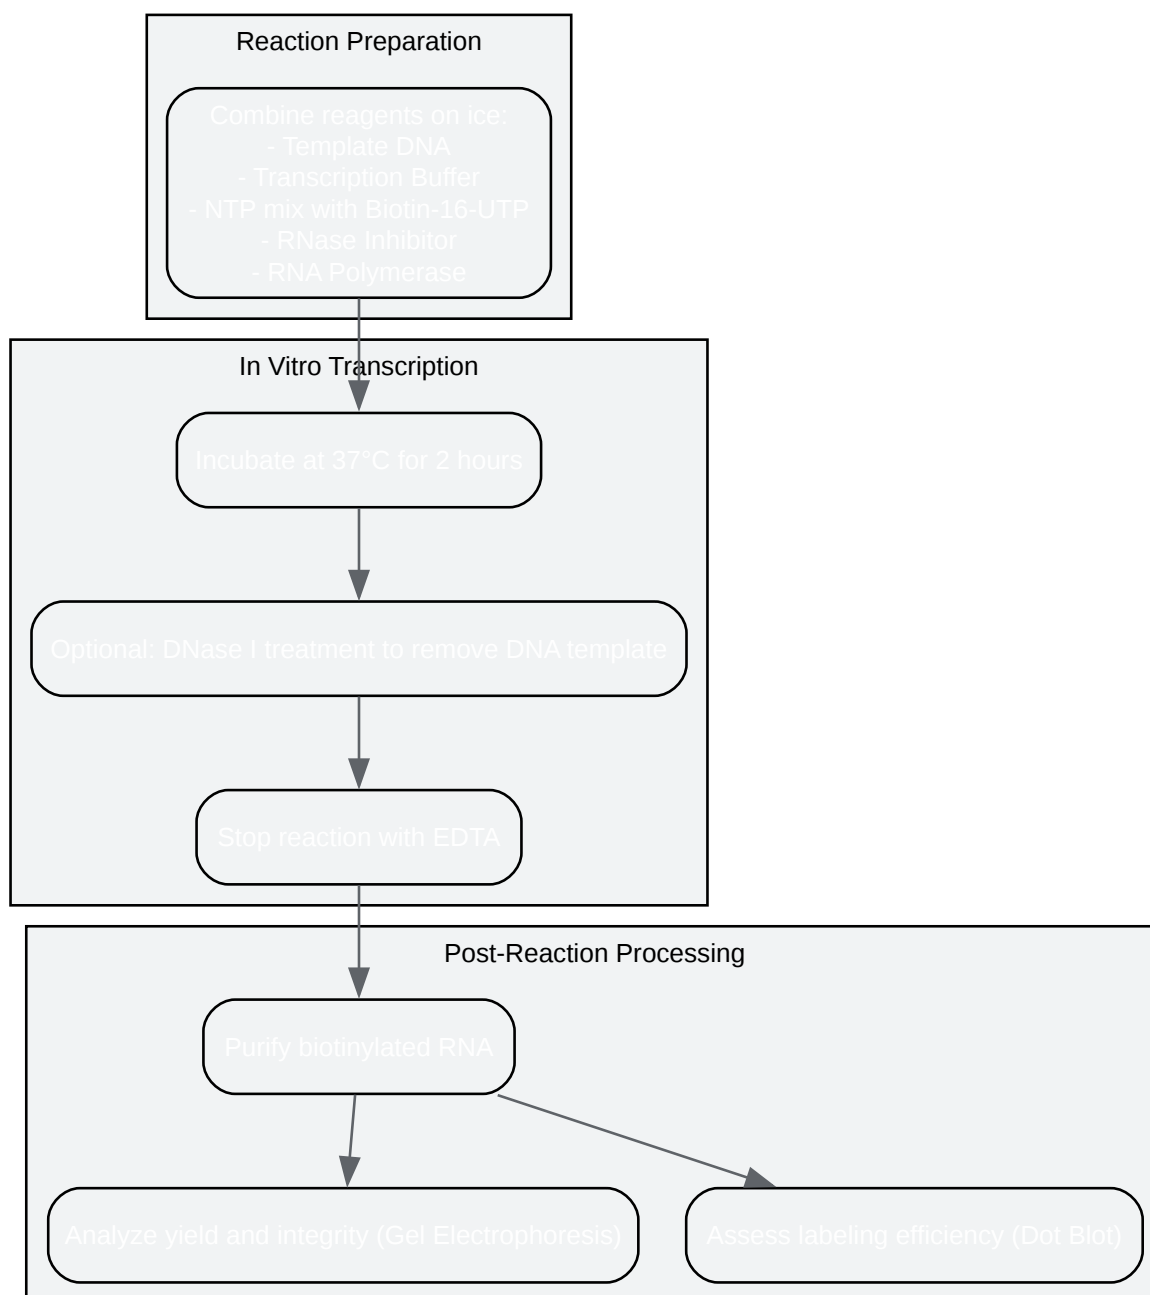 Reaction Preparation
Combine reagents on ice:
- Template DNA
- Transcription Buffer
- NTP mix with Biotin-16-UTP
- RNase Inhibitor
- RNA Polymerase
In Vitro Transcription
Incubate at 37°C for 2 hours
Optional: DNase I treatment to remove DNA template
Stop reaction with EDTA
Post-Reaction Processing
Purify biotinylated RNA
Analyze yield and integrity (Gel Electrophoresis)
Assess labeling efficiency (Dot Blot)